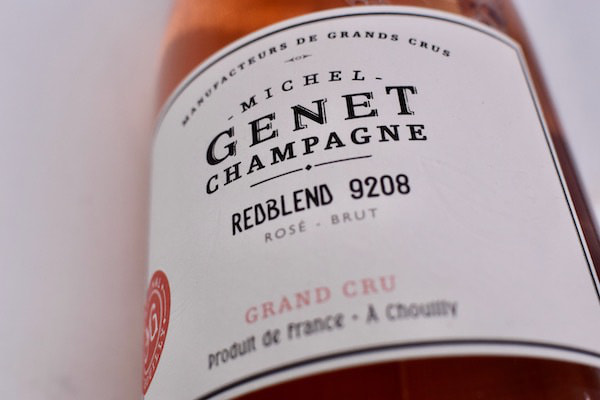 MANUFACTEURS DE GRANDS CRUS
- MICHEL -
GENET
CHAMPAGNE
REDBLEND 9208
ROSÉ - BRUT
GRAND CRU
Produit de France - À Chouilly